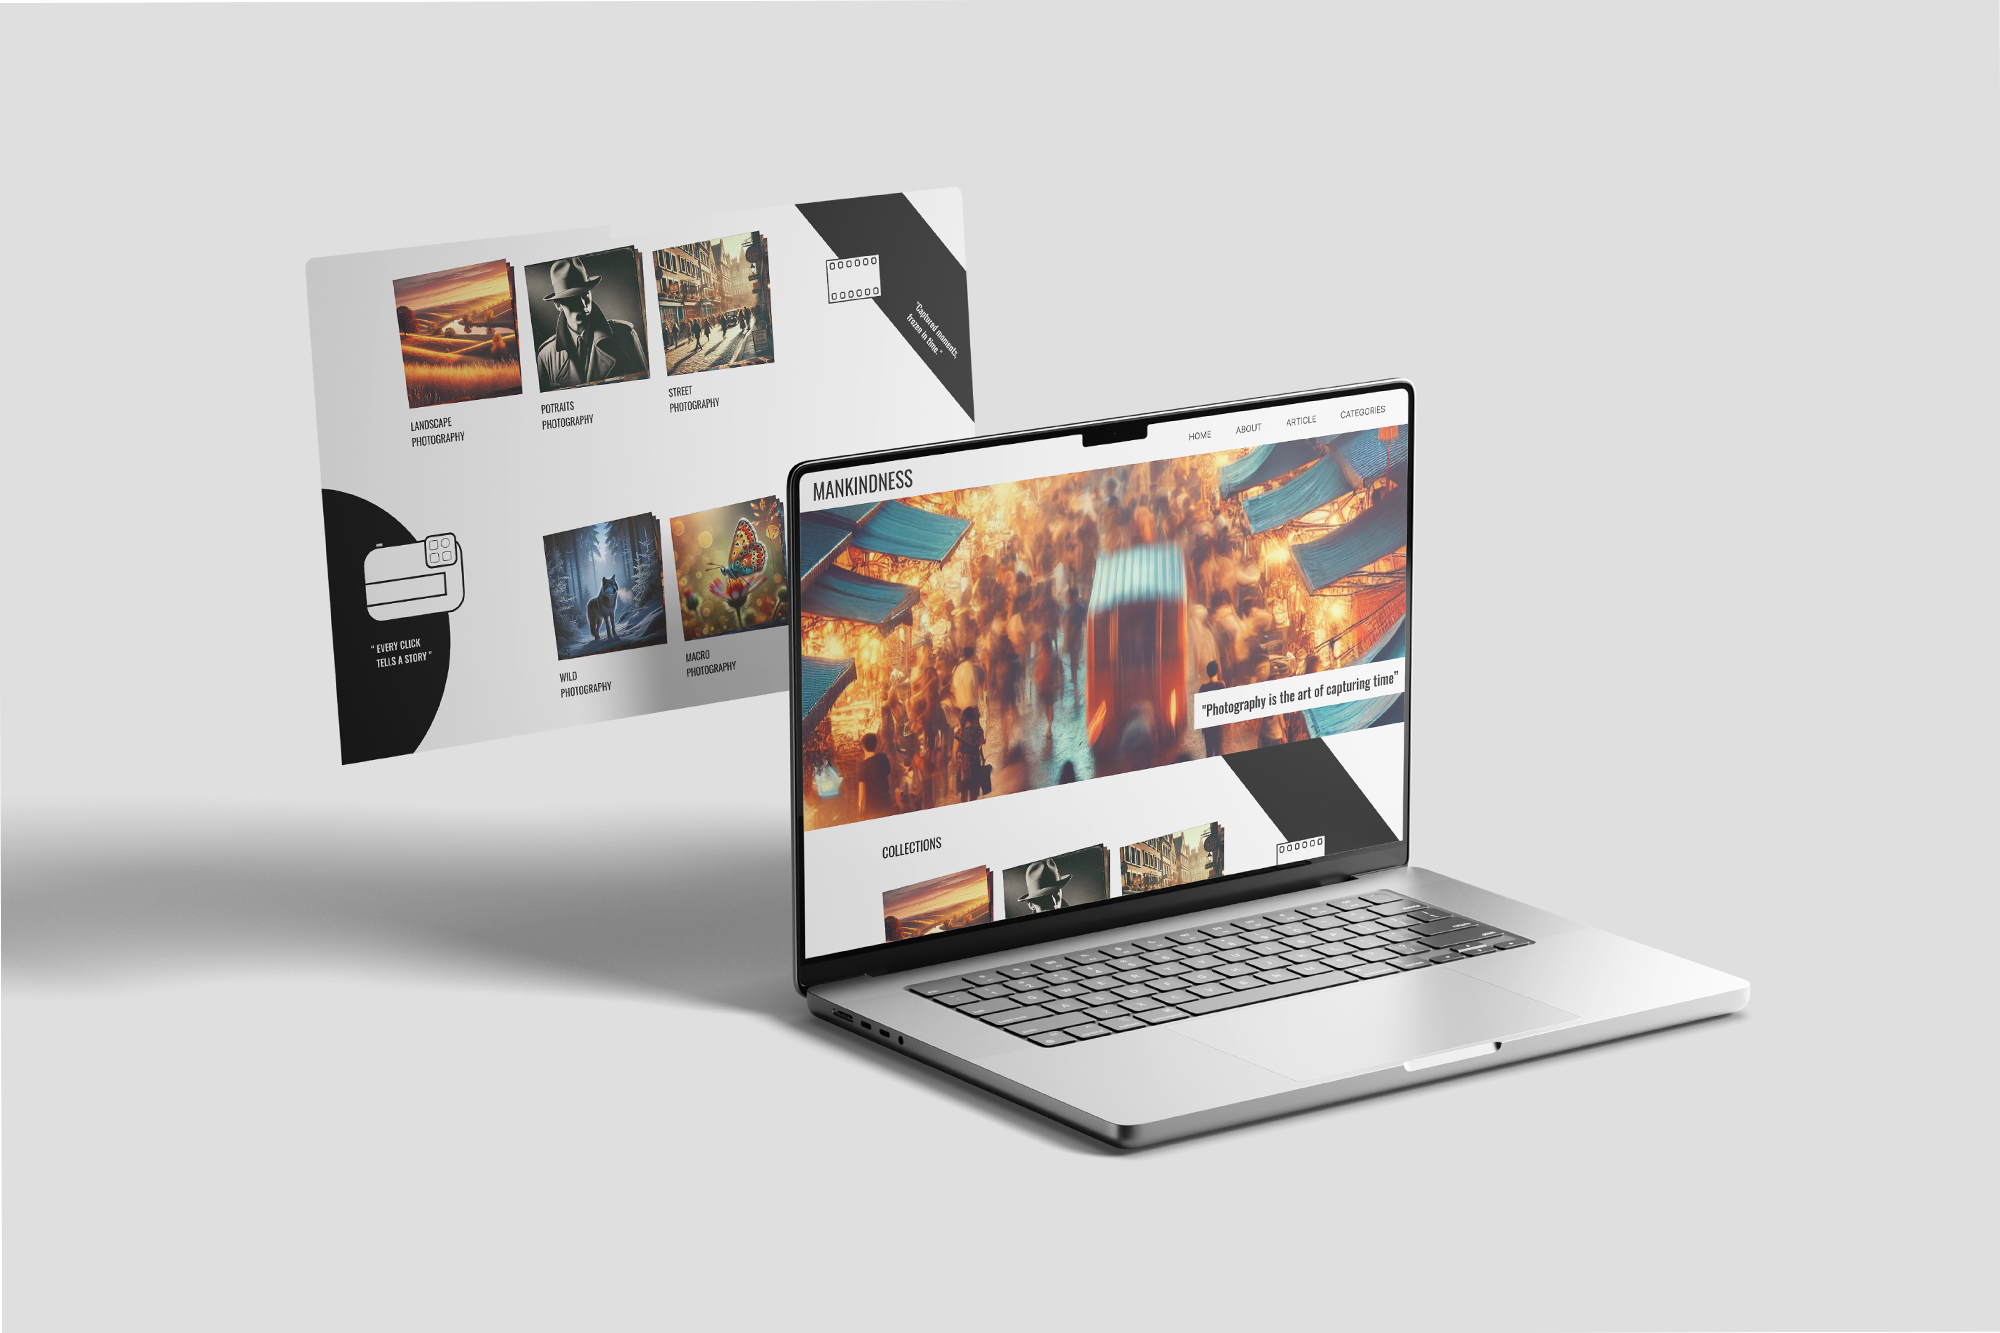 LANDSCAPE
PHOTOGRAPHY
POTRAITS
PHOTOGRAPHY
STREET
PHOTOGRAPHY
"Captured moments,
frozen in time."
" EVERY CLICK
TELLS A STORY "
WILD
PHOTOGRAPHY
MACRO
PHOTOGRAPHY
HOME ABOUT ARTICLE CATEGORIES
MANKINDNESS
"Photography is the art of capturing time"
COLLECTIONS